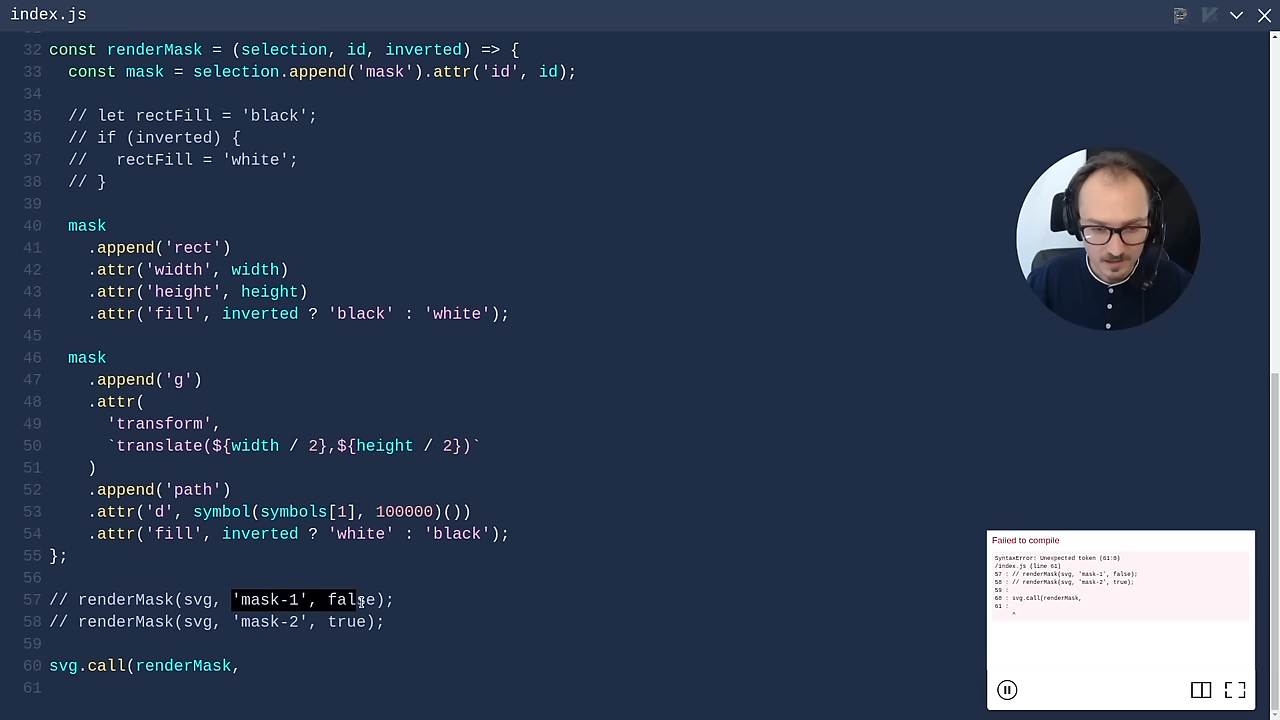 index.js
31
32 const renderMask = (selection, id, inverted) => {
33   const mask = selection.append('mask').attr('id', id);
34
35   // let rectFill = 'black';
36   // if (inverted) {
37   //   rectFill = 'white';
38   // }
39
40   mask
41     .append('rect')
42     .attr('width', width)
43     .attr('height', height)
44     .attr('fill', inverted ? 'black' : 'white');
45
46   mask
47     .append('g')
48     .attr(
49       'transform',
50       `translate(${width / 2},${height / 2})`
51     )
52     .append('path')
53     .attr('d', symbol(symbols[1], 100000)())
54     .attr('fill', inverted ? 'white' : 'black');
55 };
56
57 // renderMask(svg, 'mask-1', false);
58 // renderMask(svg, 'mask-2', true);
59
60 svg.call(renderMask,
61
Failed to compile
SyntaxError: Unexpected token (61:0)
/index.js (line 61)
57 : // renderMask(svg, 'mask-1', false);
58 : // renderMask(svg, 'mask-2', true);
59 :
60 : svg.call(renderMask,
61 :
^